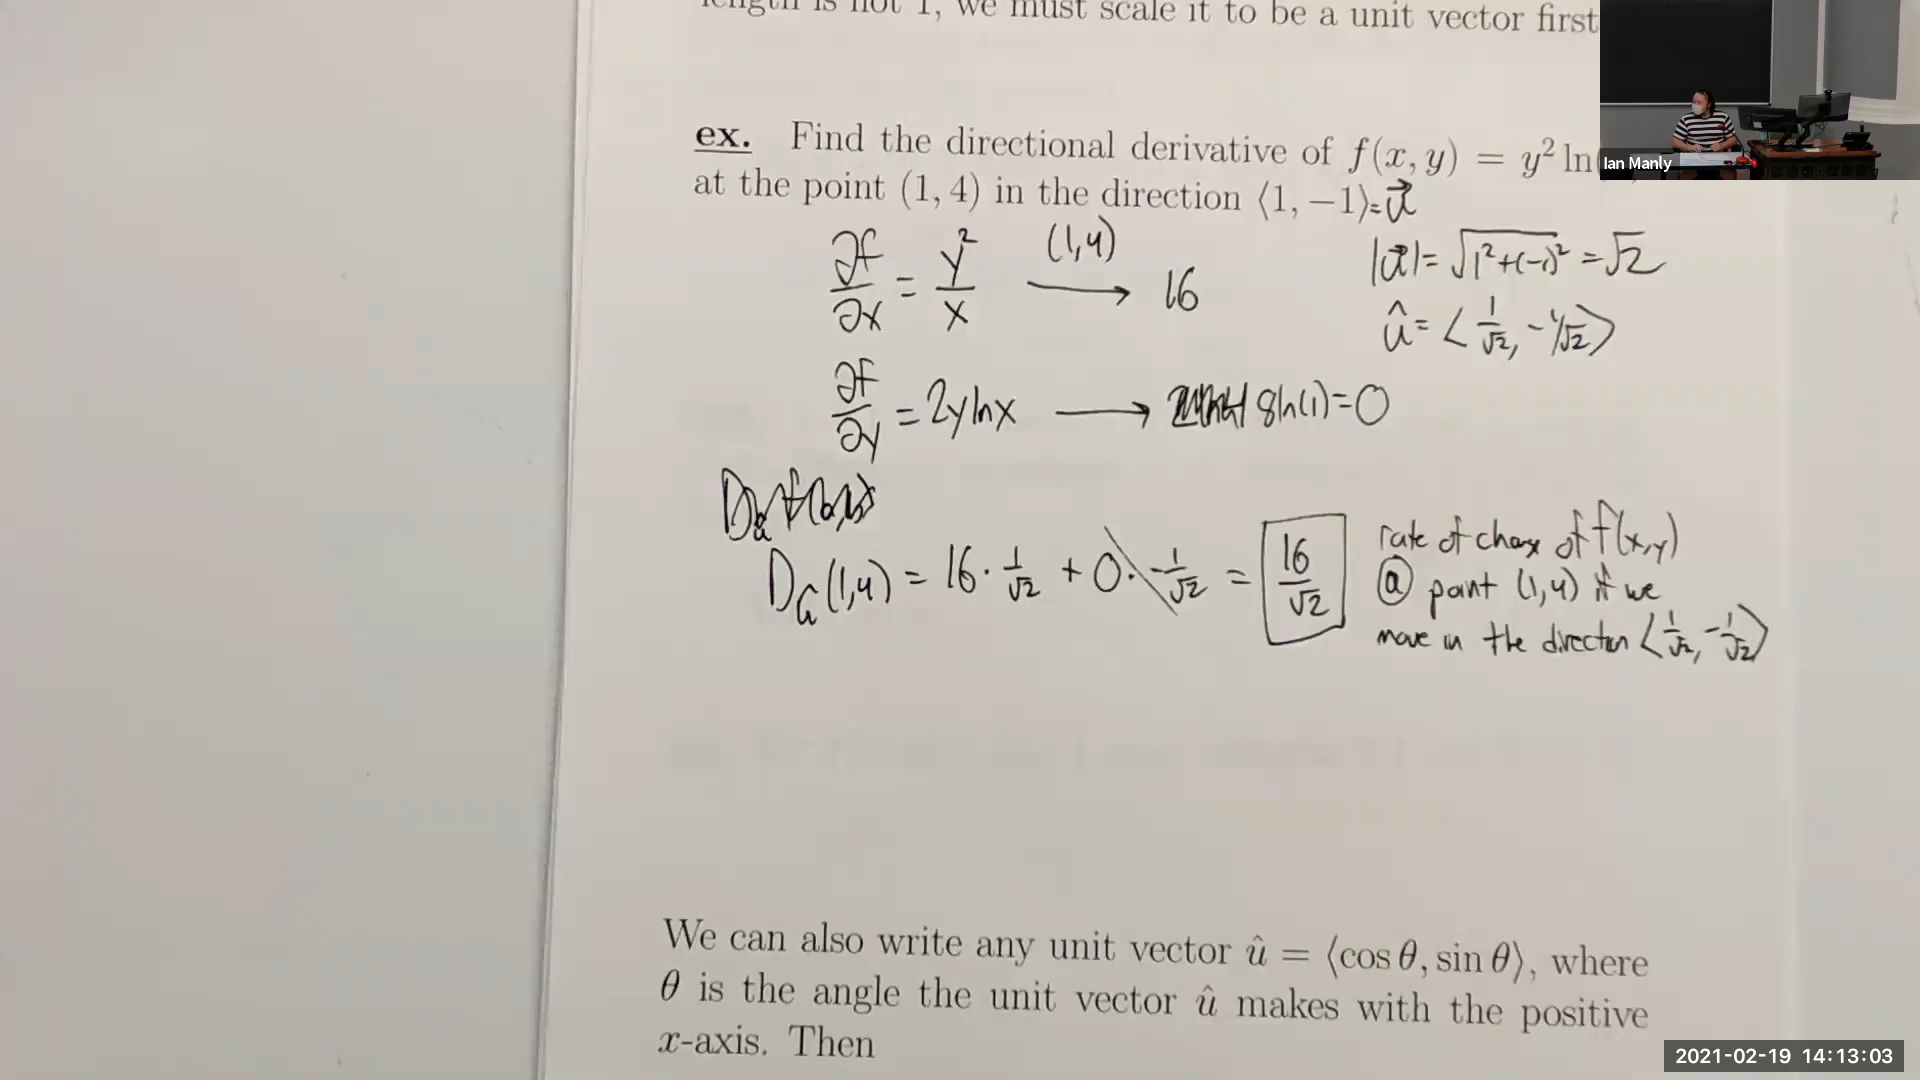 length is not 1, we must scale it to be a unit vector first
ex. Find the directional derivative of f(x, y) = y² ln(
at the point (1, 4) in the direction ⟨1, −1⟩=u⃗
∂f/∂x = y²/x (1,4) ⟶ 16
|u⃗|= √1²+(-1)² = √2
û = ⟨1/√2, -1/√2⟩
∂f/∂y = 2y lnx ⟶ 8ln(1)=0
Dû(1,4) = 16 · 1/√2 + 0 · -1/√2 = 16/√2
rate of change of f(x,y)
@ point (1,4) if we
move in the direction ⟨1/√2, -1/√2⟩
We can also write any unit vector û = ⟨cos θ, sin θ⟩, where
θ is the angle the unit vector û makes with the positive
x-axis. Then
Ian Manly
2021-02-19 14:13:03